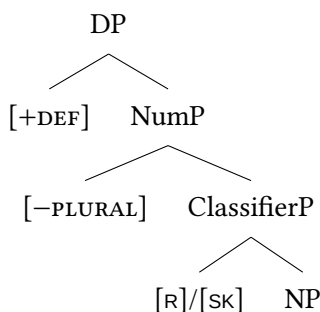 DP
[+DEF] NumP
[−PLURAL] ClassifierP
[R]/[SK] NP